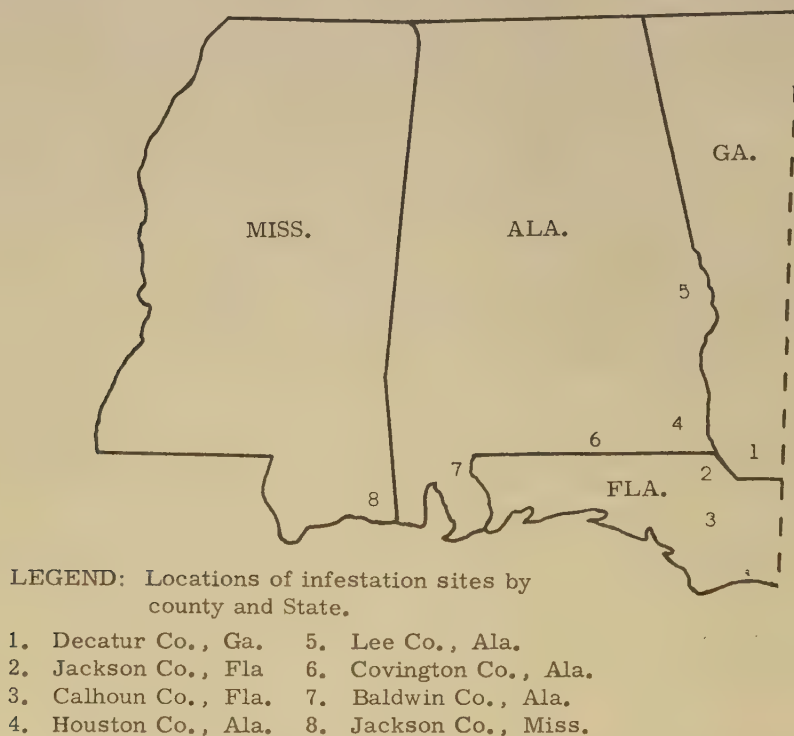 GA.
MISS.
ALA.
5
4
6
1
7
2
FLA.
8
3
LEGEND: Locations of infestation sites by
county and State.
1. Decatur Co., Ga. 5. Lee Co., Ala.
2. Jackson Co., Fla 6. Covington Co., Ala.
3. Calhoun Co., Fla. 7. Baldwin Co., Ala.
4. Houston Co., Ala. 8. Jackson Co., Miss.